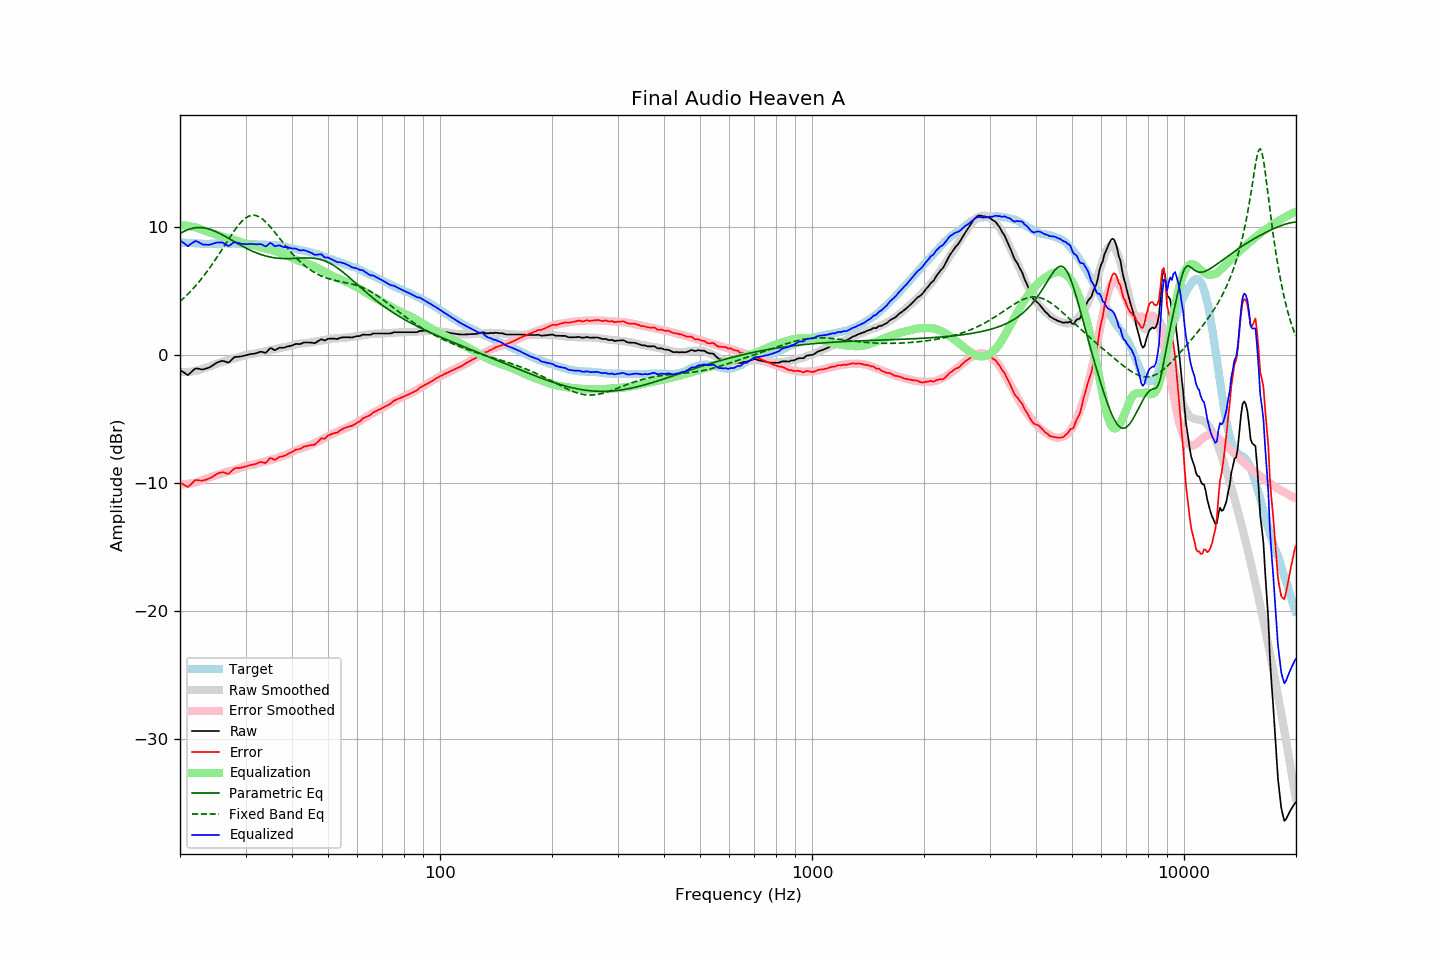 Final Audio Heaven A
Amplitude (dBr)
10
0
−10
−20
−30
Target
Raw Smoothed
Error Smoothed
Raw
Error
Equalization
Parametric Eq
Fixed Band Eq
Equalized
100
1000
10000
Frequency (Hz)